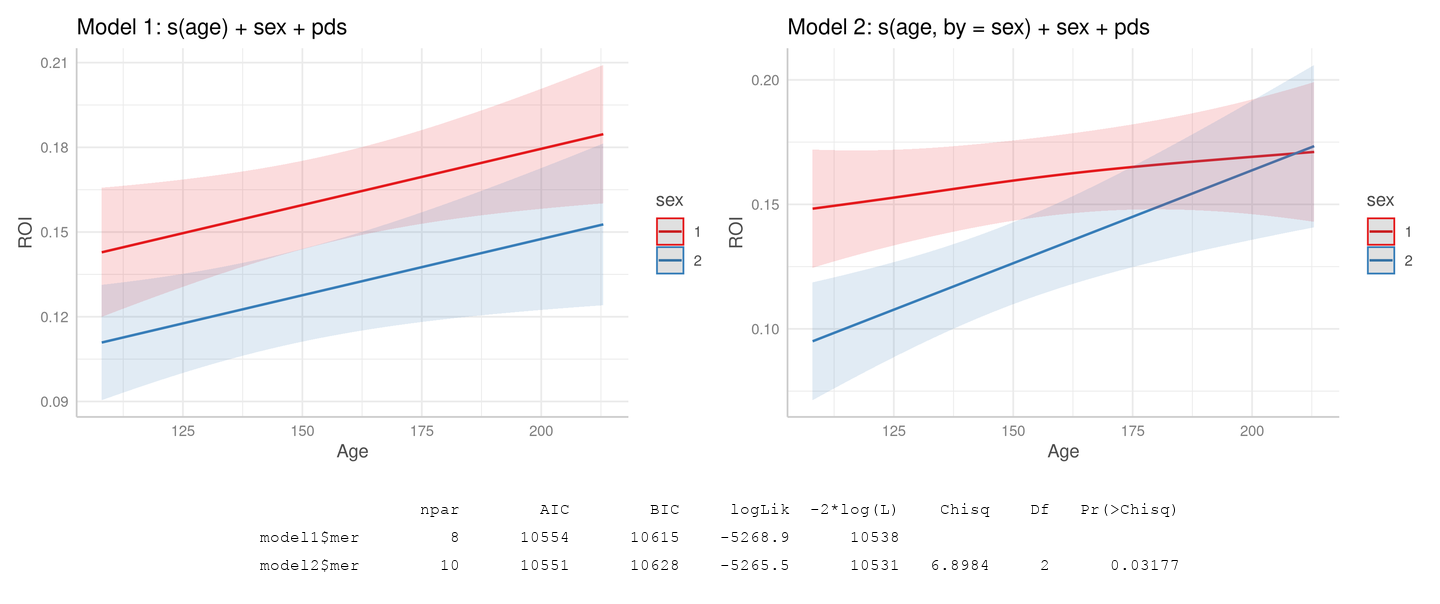 Model 1: s(age) + sex + pds
0.21
0.18
0.15
0.12
0.09
ROI
125 150 175 200
Age
sex
1
2
Model 2: s(age, by = sex) + sex + pds
0.20
0.15
0.10
ROI
125 150 175 200
Age
sex
1
2
npar AIC BIC logLik -2*log(L) Chisq Df Pr(>Chisq)
model1$mer 8 10554 10615 -5268.9 10538
model2$mer 10 10551 10628 -5265.5 10531 6.8984 2 0.03177